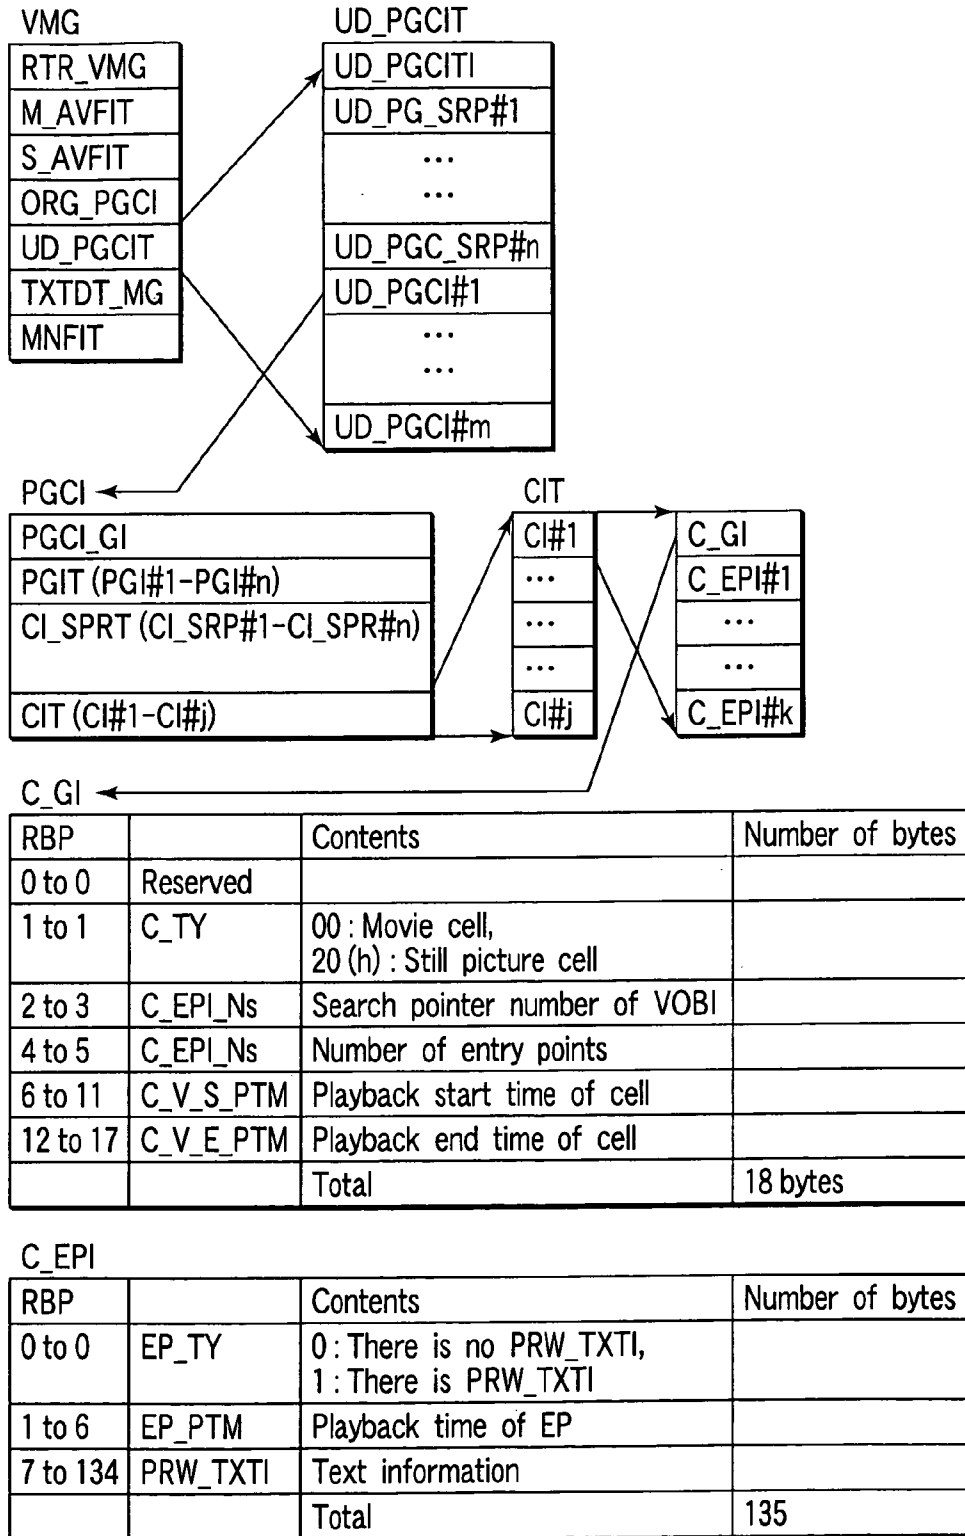 VMG
RTR_VMG
M_AVFIT
S_AVFIT
ORG_PGCI
UD_PGCIT
TXTDT_MG
MNFIT
UD_PGCIT
UD_PGCITI
UD_PG_SRP#1
...
...
UD_PGC_SRP#n
UD_PGCI#1
...
...
UD_PGCI#m
PGCI
PGCI_GI
PGIT (PGI#1-PGI#n)
CI_SPRT (CI_SRP#1-CI_SPR#n)
CIT (CI#1-CI#j)
CIT
CI#1
...
...
...
CI#j
C_GI
C_EPI#1
...
...
C_EPI#k
C_GI
RBP Contents Number of bytes
0 to 0 Reserved
1 to 1 C_TY 00 : Movie cell,
20 (h) : Still picture cell
2 to 3 C_EPI_Ns Search pointer number of VOBI
4 to 5 C_EPI_Ns Number of entry points
6 to 11 C_V_S_PTM Playback start time of cell
12 to 17 C_V_E_PTM Playback end time of cell
Total 18 bytes
C_EPI
RBP Contents Number of bytes
0 to 0 EP_TY 0 : There is no PRW_TXTI,
1 : There is PRW_TXTI
1 to 6 EP_PTM Playback time of EP
7 to 134 PRW_TXTI Text information
Total 135